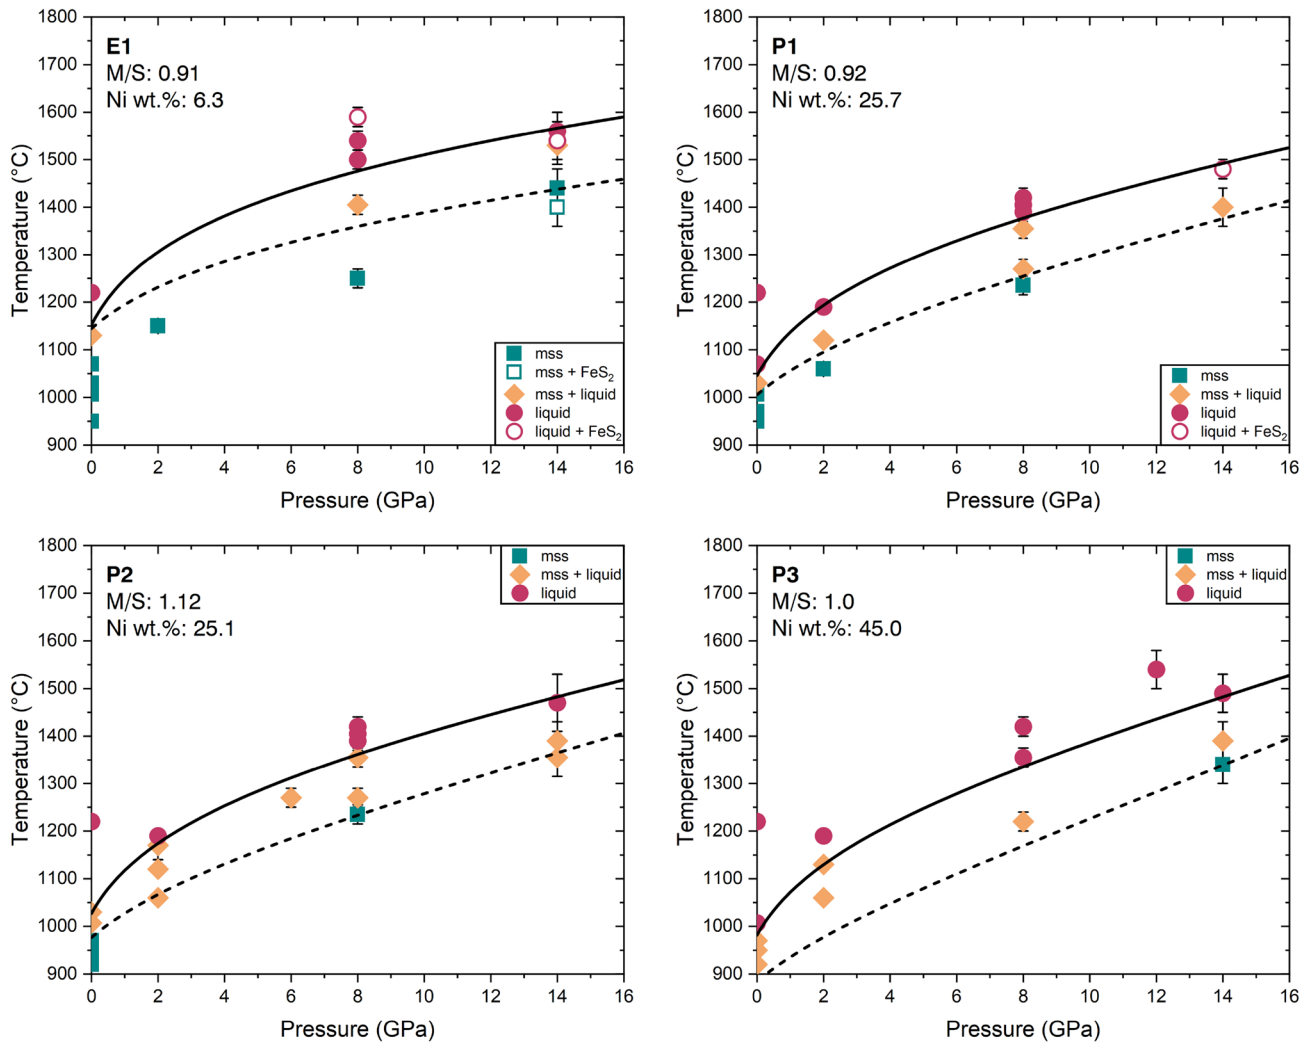 E1
M/S: 0.91
Ni wt.%: 6.3
1800
1700
1600
1500
1400
1300
1200
1100
1000
900
Temperature (°C)
mss
mss + FeS₂
mss + liquid
liquid
liquid + FeS₂
0 2 4 6 8 10 12 14 16
Pressure (GPa)
P1
M/S: 0.92
Ni wt.%: 25.7
1800
1700
1600
1500
1400
1300
1200
1100
1000
900
Temperature (°C)
mss
mss + liquid
liquid
liquid + FeS₂
0 2 4 6 8 10 12 14 16
Pressure (GPa)
P2
M/S: 1.12
Ni wt.%: 25.1
mss
mss + liquid
liquid
1800
1700
1600
1500
1400
1300
1200
1100
1000
900
Temperature (°C)
0 2 4 6 8 10 12 14 16
Pressure (GPa)
P3
M/S: 1.0
Ni wt.%: 45.0
mss
mss + liquid
liquid
1800
1700
1600
1500
1400
1300
1200
1100
1000
900
Temperature (°C)
0 2 4 6 8 10 12 14 16
Pressure (GPa)